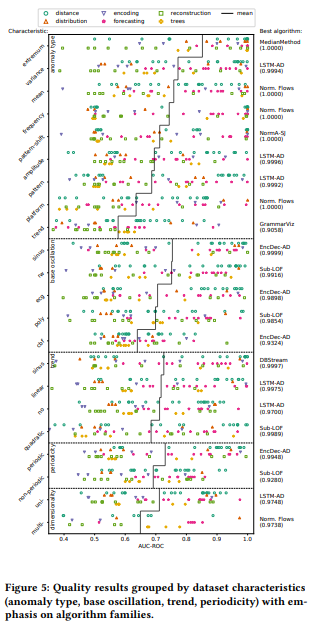 distance
encoding
reconstruction
mean
distribution
forecasting
trees
Characteristic:
Best algorithm:
anomaly type
extremum
MedianMethod
(1.0000)
variance
LSTM-AD
(0.9994)
mean
Norm. Flows
(1.0000)
frequency
Norm. Flows
(1.0000)
pattern-shift
NormA-SJ
(1.0000)
amplitude
LSTM-AD
(0.9996)
pattern
LSTM-AD
(0.9992)
platform
Norm. Flows
(1.0000)
trend
GrammarViz
(0.9058)
base oscillation
sinus
EncDec-AD
(0.9999)
rw
Sub-LOF
(0.9916)
ecg
EncDec-AD
(0.9898)
poly
Sub-LOF
(0.9854)
cbf
EncDec-AD
(0.9324)
trend
sinus
DBStream
(0.9997)
linear
LSTM-AD
(0.9975)
no
LSTM-AD
(0.9700)
quadratic
Sub-LOF
(0.9989)
periodicity
periodic
EncDec-AD
(0.9948)
non-periodic
Sub-LOF
(0.9280)
dimensionality
uni-
LSTM-AD
(0.9748)
multi-
Norm. Flows
(0.9738)
0.4 0.5 0.6 0.7 0.8 0.9 1.0
AUC-ROC
Figure 5: Quality results grouped by dataset characteristics
(anomaly type, base oscillation, trend, periodicity) with em-
phasis on algorithm families.